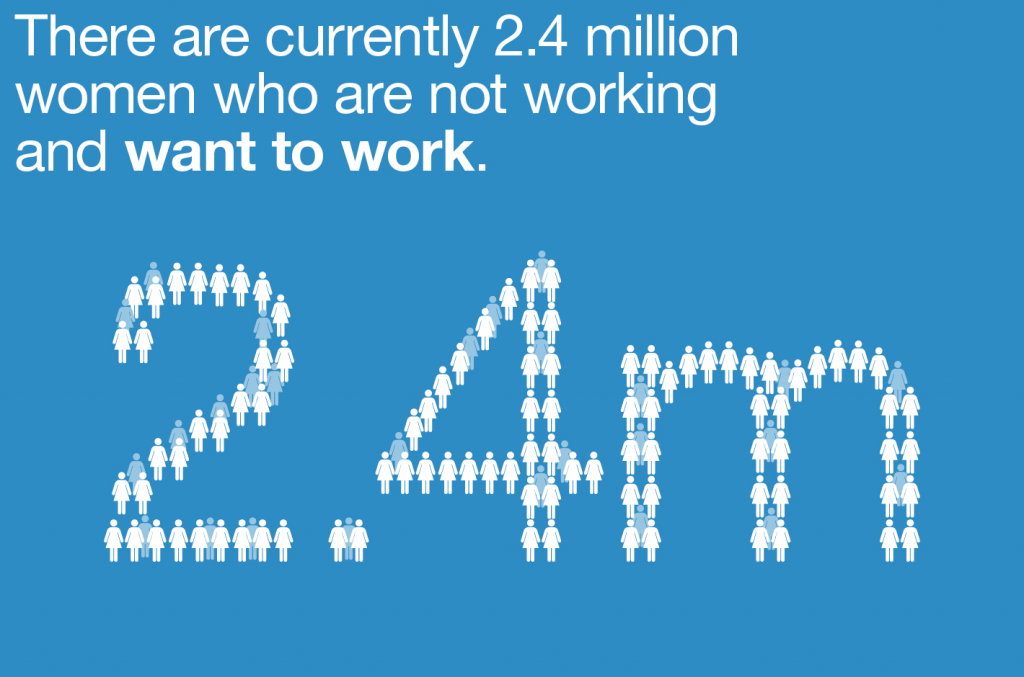 There are currently 2.4 million
women who are not working
and want to work.
2.4m